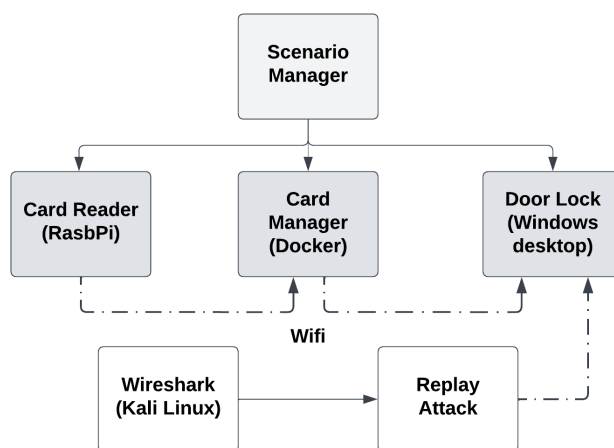 Scenario
Manager
Card Reader
(RasbPi)
Card
Manager
(Docker)
Door Lock
(Windows
desktop)
Wifi
Wireshark
(Kali Linux)
Replay
Attack